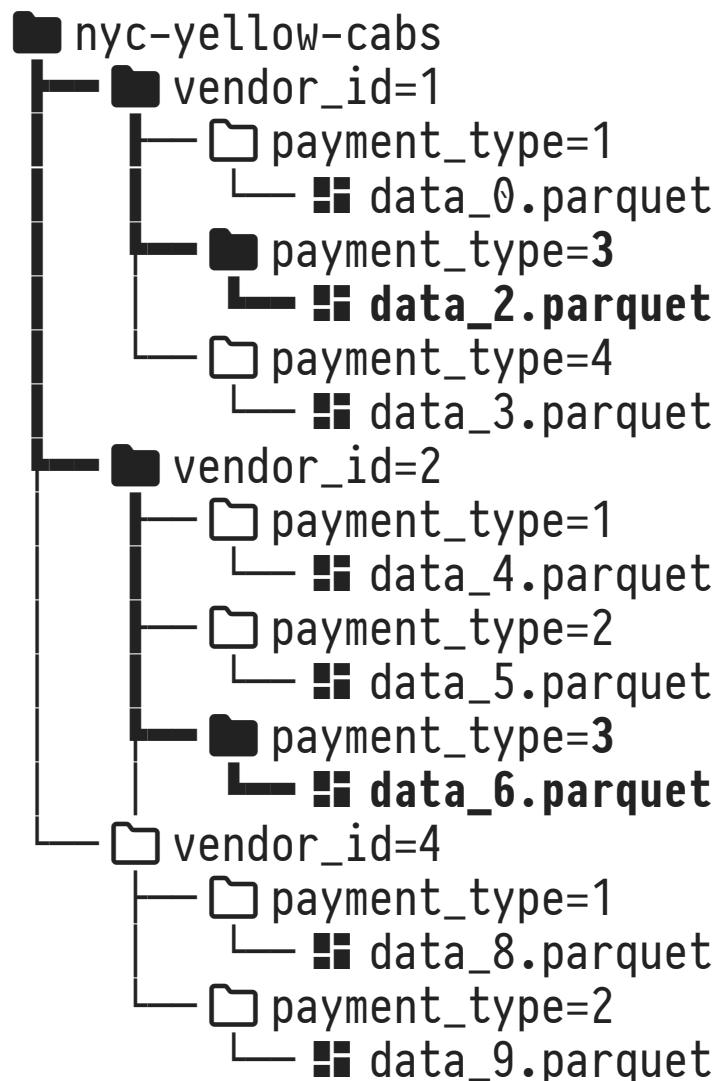 nyc-yellow-cabs
vendor_id=1
payment_type=1
data_0.parquet
payment_type=3
data_2.parquet
payment_type=4
data_3.parquet
vendor_id=2
payment_type=1
data_4.parquet
payment_type=2
data_5.parquet
payment_type=3
data_6.parquet
vendor_id=4
payment_type=1
data_8.parquet
payment_type=2
data_9.parquet